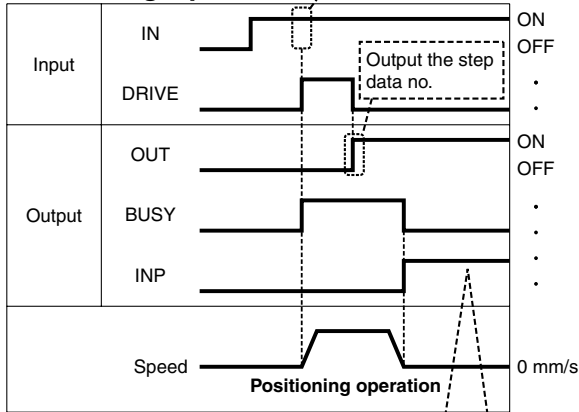 IN
ON
OFF
Input
Output the step
data no.
DRIVE
OUT
ON
OFF
Output
BUSY
INP
Speed
0 mm/s
Positioning operation